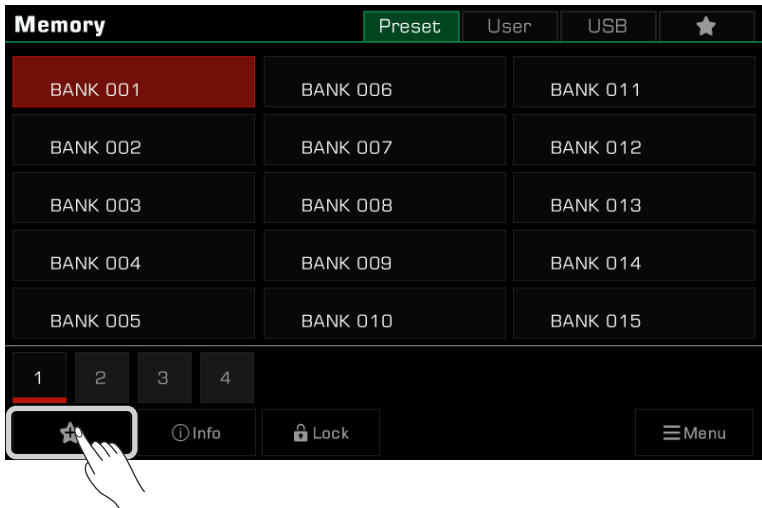 Memory Preset User USB
BANK 001 BANK 006 BANK 011
BANK 002 BANK 007 BANK 012
BANK 003 BANK 008 BANK 013
BANK 004 BANK 009 BANK 014
BANK 005 BANK 010 BANK 015
1 2 3 4
Info Lock Menu